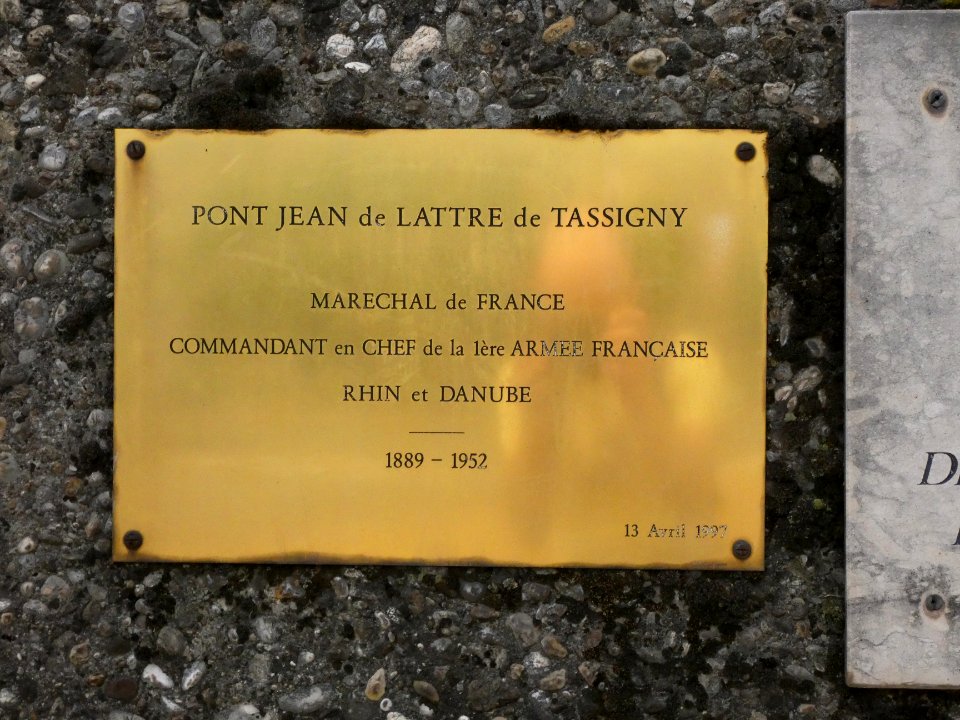 PONT JEAN de LATTRE de TASSIGNY
MARECHAL de FRANCE
COMMANDANT en CHEF de la 1ère ARMEE FRANÇAISE
RHIN et DANUBE
1889 – 1952
13 Avril 1997